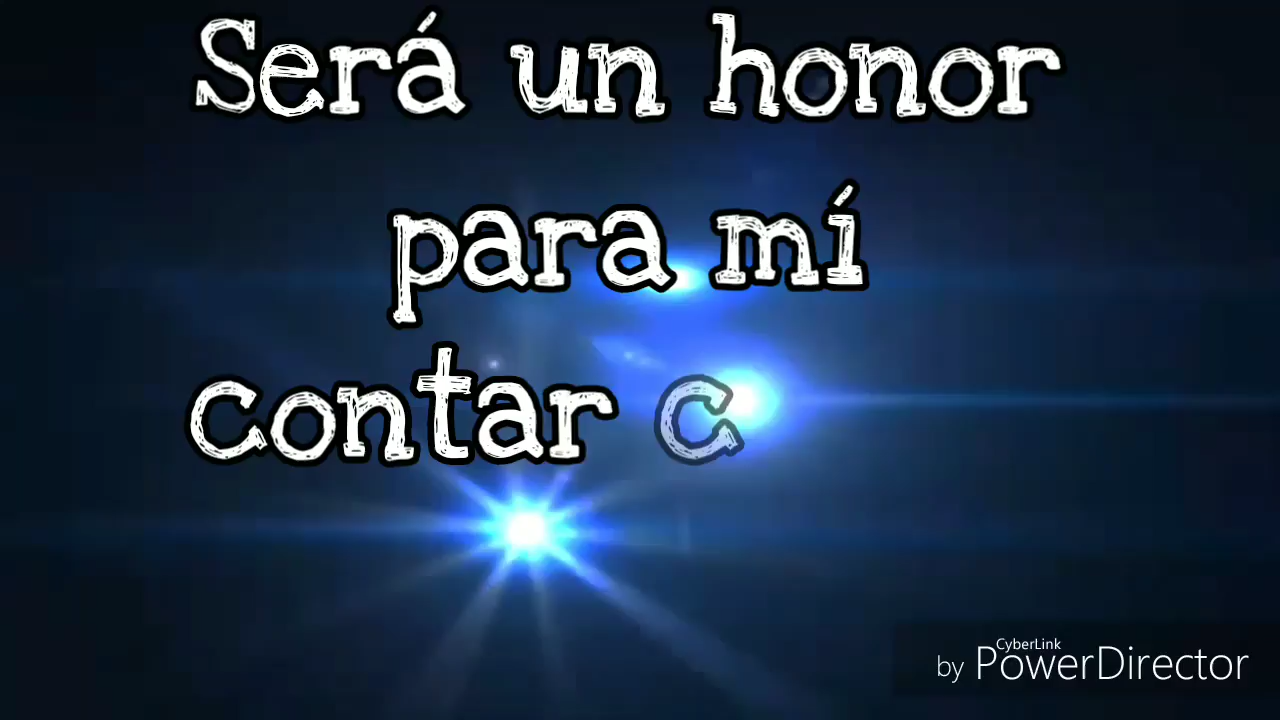 Será un honor
para mí
contar c
CyberLink
by PowerDirector